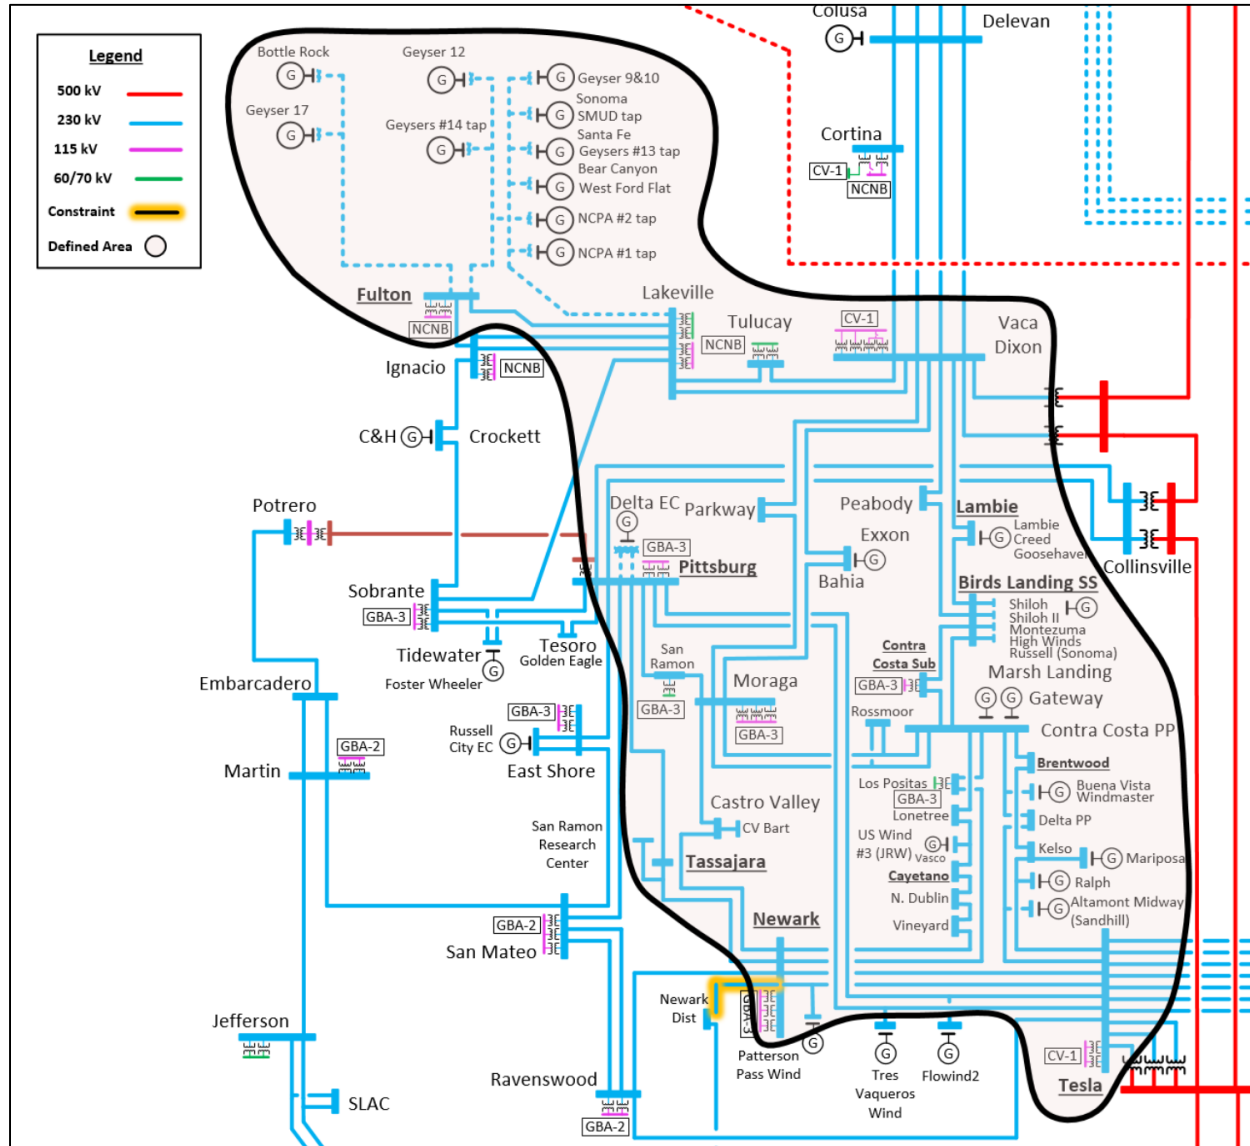 Legend
500 kV
230 kV
115 kV
60/70 kV
Constraint
Defined Area
Bottle Rock
G
Geyser 17
G
Geyser 12
G
Geysers #14 tap
G
G
Geyser 9&10
Sonoma
G
SMUD tap
Santa Fe
G
Geysers #13 tap
Bear Canyon
G
West Ford Flat
G
NCPA #2 tap
G
NCPA #1 tap
Colusa
G
Delevan
Cortina
CV-1
NCNB
Fulton
NCNB
Lakeville
Tulucay
NCNB
CV-1
Vaca
Dixon
Ignacio
NCNB
C&H
G
Crockett
Potrero
Delta EC
G
GBA-3
Parkway
Peabody
Lambie
G
Lambie
Creed
Goosehaven
Exxon
G
Bahia
Collinsville
Pittsburg
Sobrante
GBA-3
Tidewater
G
Foster Wheeler
Tesoro
Golden Eagle
Birds Landing SS
Shiloh
G
Shiloh II
Montezuma
High Winds
Russell (Sonoma)
Contra
Costa Sub
GBA-3
San
Ramon
GBA-3
Moraga
GBA-3
Marsh Landing
G
G
Gateway
Rossmoor
Contra Costa PP
Embarcadero
GBA-3
Russell
City EC
G
East Shore
GBA-2
Martin
Brentwood
Los Positas
GBA-3
G
Buena Vista
Windmaster
Lonetree
Delta PP
Castro Valley
CV Bart
San Ramon
Research
Center
US Wind
#3 (JRW)
G
Vasco
Kelso
G
Mariposa
Tassajara
Cayetano
G
Ralph
N. Dublin
G
Altamont Midway
(Sandhill)
Vineyard
Newark
GBA-2
San Mateo
Newark
Dist
GBA-3
Patterson
Pass Wind
G
Jefferson
G
Tres
Vaqueros
Wind
G
Flowind2
CV-1
Tesla
Ravenswood
GBA-2
SLAC